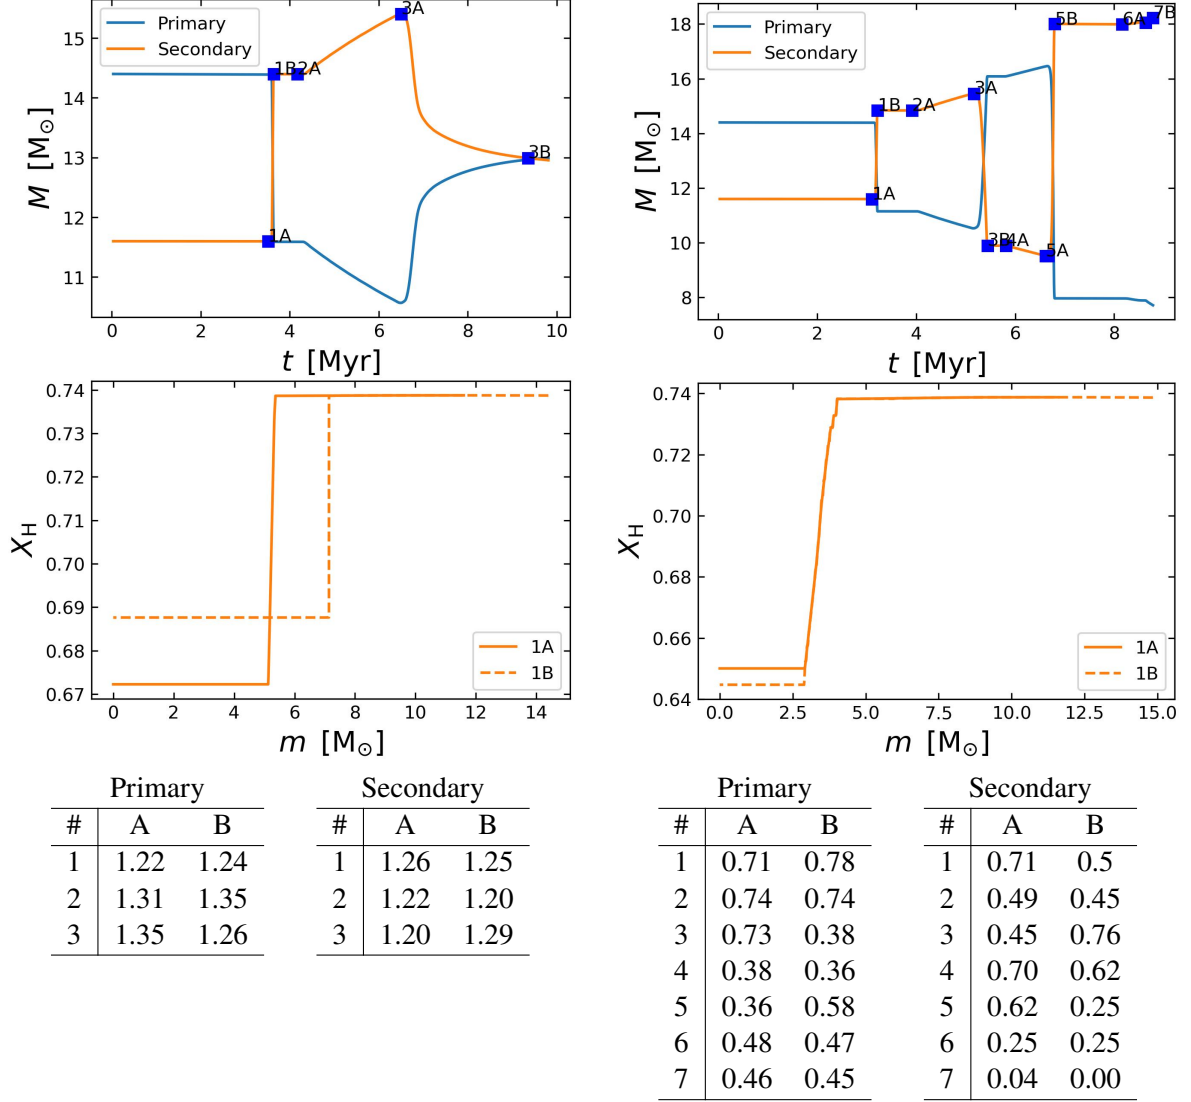 Primary
Secondary
1A
1B
2A
3A
3B
15
14
13
12
11
M [M⊙]
0 2 4 6 8 10
t [Myr]
Primary
Secondary
1A
1B
2A
3A
3B
4A
5A
5B
6A
7B
18
16
14
12
10
8
M [M⊙]
0 2 4 6 8
t [Myr]
0.74
0.73
0.72
0.71
0.70
0.69
0.68
0.67
X_H
1A
1B
0 2 4 6 8 10 12 14
m [M⊙]
0.74
0.72
0.70
0.68
0.66
0.64
X_H
1A
1B
0.0 2.5 5.0 7.5 10.0 12.5 15.0
m [M⊙]
Primary
# A B
1 1.22 1.24
2 1.31 1.35
3 1.35 1.26
Secondary
# A B
1 1.26 1.25
2 1.22 1.20
3 1.20 1.29
Primary
# A B
1 0.71 0.78
2 0.74 0.74
3 0.73 0.38
4 0.38 0.36
5 0.36 0.58
6 0.48 0.47
7 0.46 0.45
Secondary
# A B
1 0.71 0.5
2 0.49 0.45
3 0.45 0.76
4 0.70 0.62
5 0.62 0.25
6 0.25 0.25
7 0.04 0.00